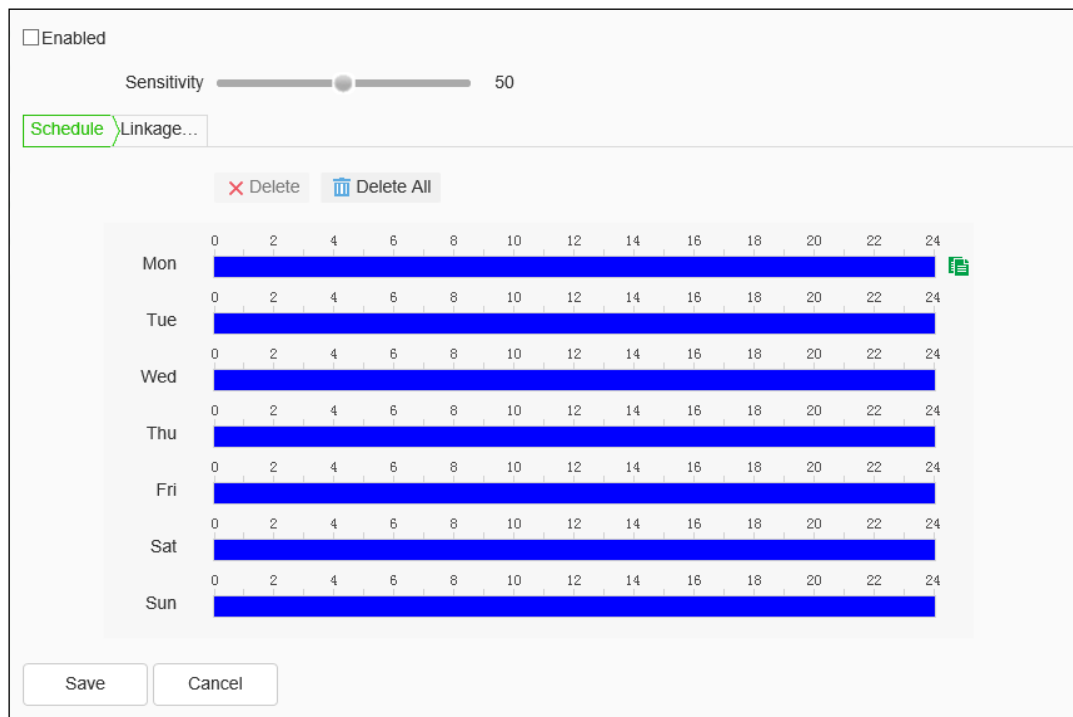 Enabled
Sensitivity 50
Schedule Linkage...
Delete Delete All
0 2 4 6 8 10 12 14 16 18 20 22 24
Mon
0 2 4 6 8 10 12 14 16 18 20 22 24
Tue
0 2 4 6 8 10 12 14 16 18 20 22 24
Wed
0 2 4 6 8 10 12 14 16 18 20 22 24
Thu
0 2 4 6 8 10 12 14 16 18 20 22 24
Fri
0 2 4 6 8 10 12 14 16 18 20 22 24
Sat
0 2 4 6 8 10 12 14 16 18 20 22 24
Sun
Save Cancel